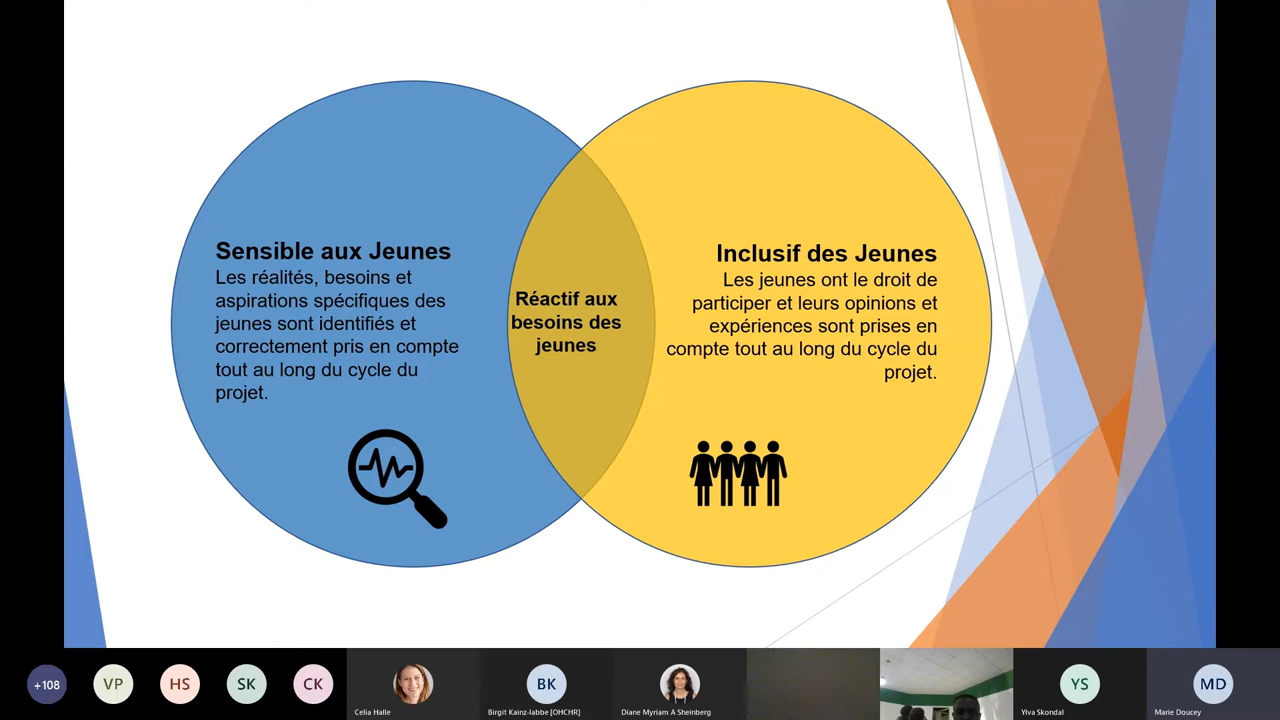 Sensible aux Jeunes
Les réalités, besoins et
aspirations spécifiques des
jeunes sont identifiés et
correctement pris en compte
tout au long du cycle du
projet.
Réactif aux
besoins des
jeunes
Inclusif des Jeunes
Les jeunes ont le droit de
participer et leurs opinions et
expériences sont prises en
compte tout au long du cycle du
projet.
+108
VP
HS
SK
CK
Celia Halle
BK
Birgit Kainz-labbe [OHCHR]
Diane Myriam A Sheinberg
YS
Ylva Skondal
MD
Marie Doucey